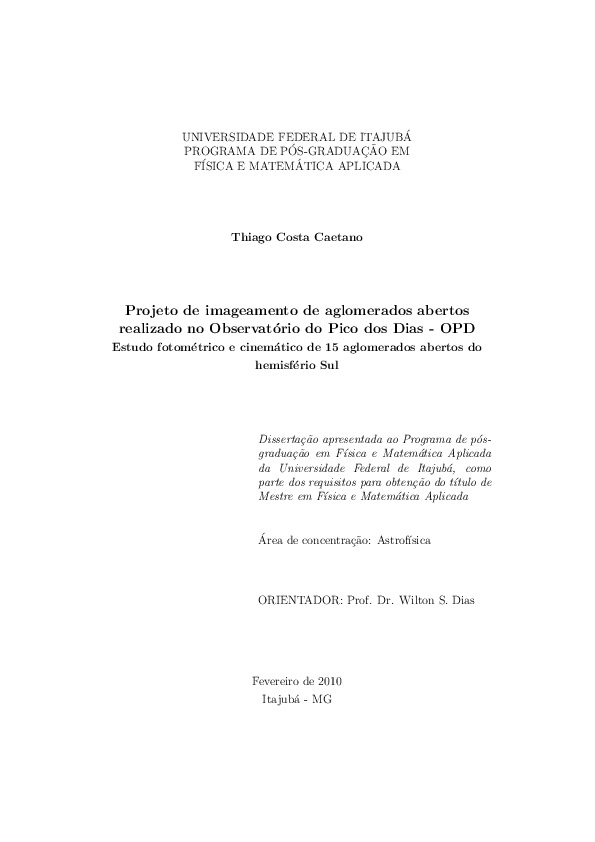 UNIVERSIDADE FEDERAL DE ITAJUBÁ
PROGRAMA DE PÓS-GRADUAÇÃO EM
FÍSICA E MATEMÁTICA APLICADA
Thiago Costa Caetano
Projeto de imageamento de aglomerados abertos
realizado no Observatório do Pico dos Dias - OPD
Estudo fotométrico e cinemático de 15 aglomerados abertos do
hemisfério Sul
Dissertação apresentada ao Programa de pós-
graduação em Física e Matemática Aplicada
da Universidade Federal de Itajubá, como
parte dos requisitos para obtenção do título de
Mestre em Física e Matemática Aplicada
Área de concentração: Astrofísica
ORIENTADOR: Prof. Dr. Wilton S. Dias
Fevereiro de 2010
Itajubá - MG